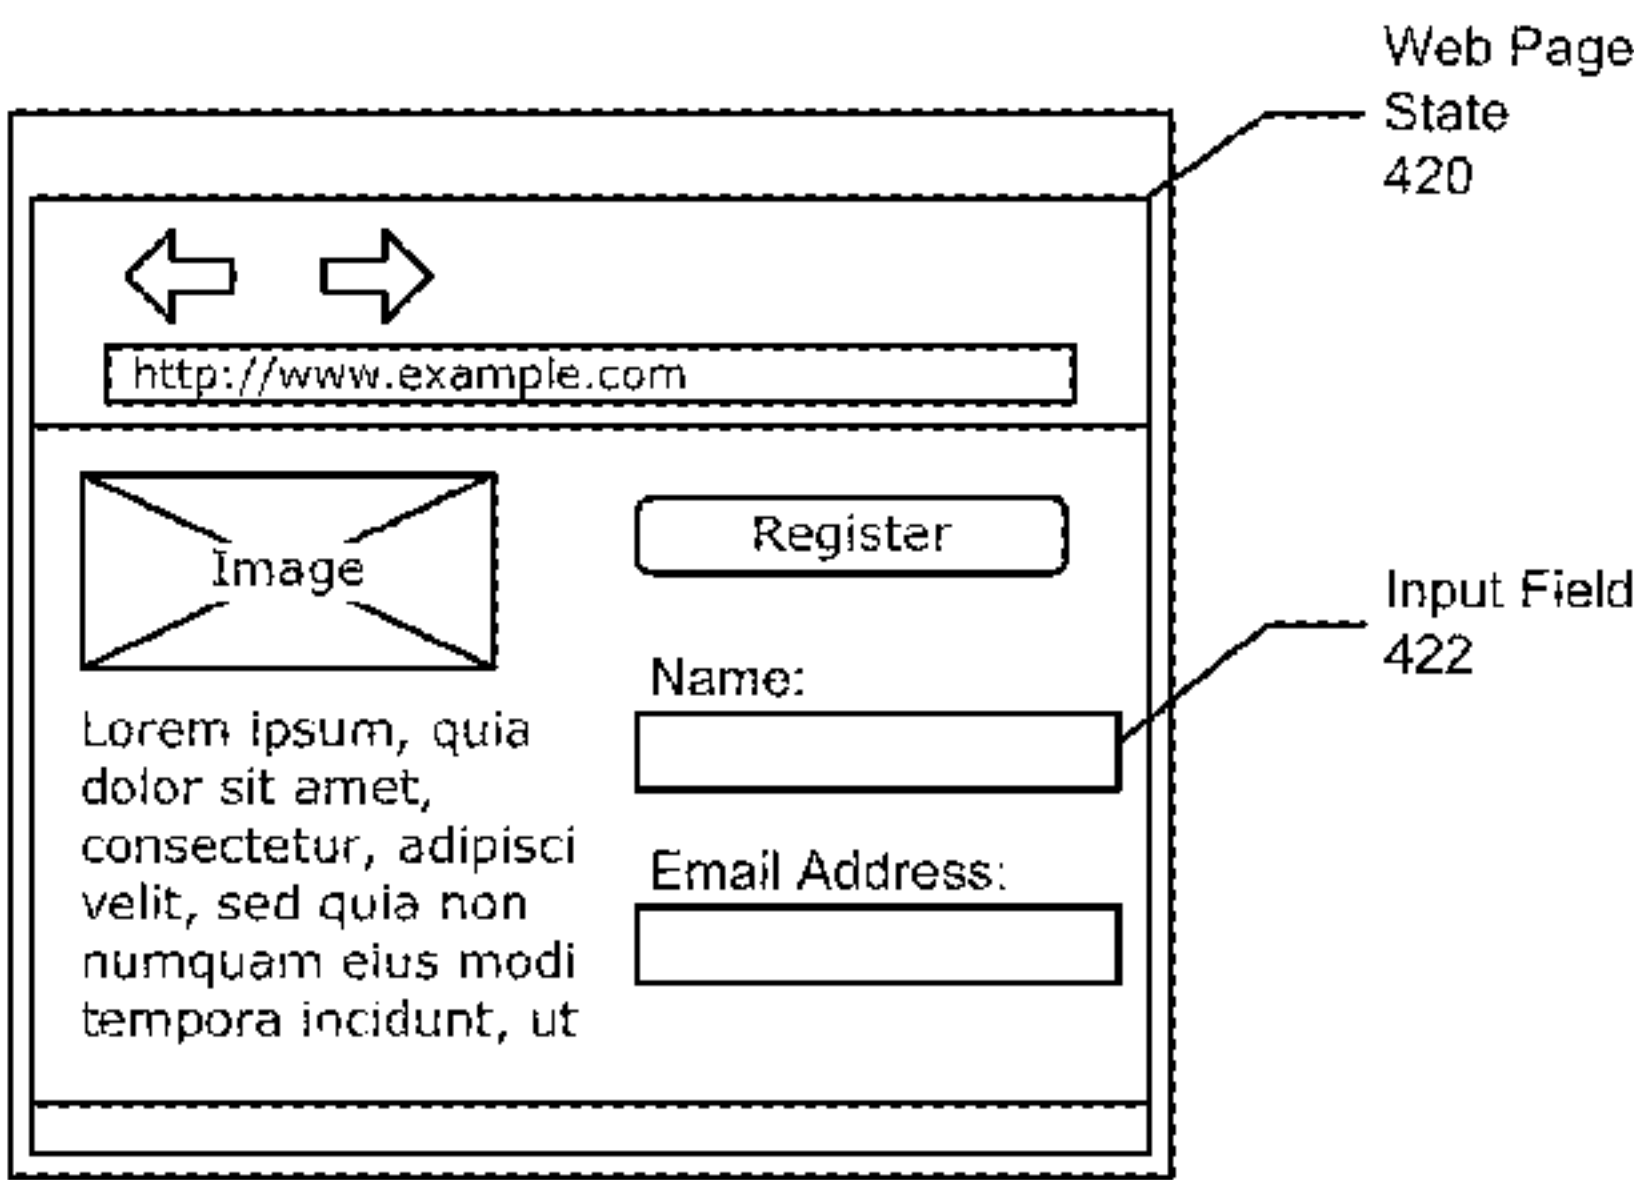 Web Page
State
420
http://www.example.com
Image
Register
Input Field
422
Name:
Lorem ipsum, quia
dolor sit amet,
consectetur, adipisci
velit, sed quia non
numquam eius modi
tempora incidunt, ut
Email Address: